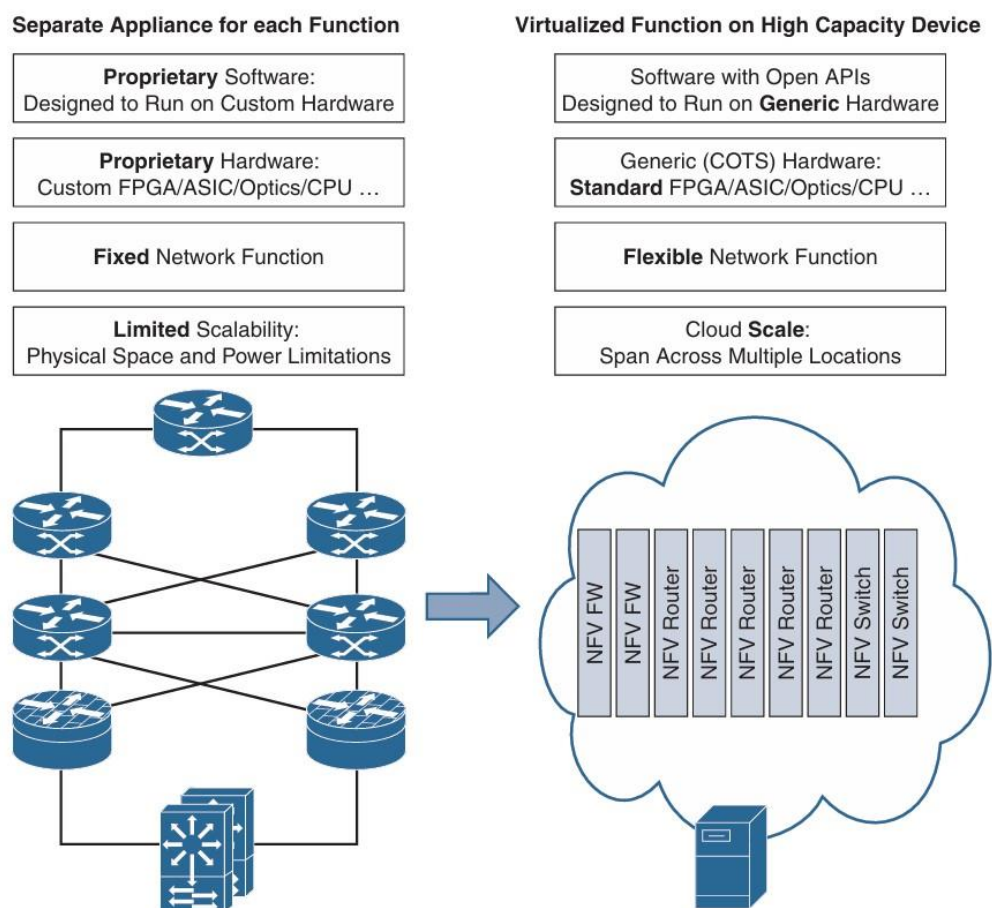 Separate Appliance for each Function
Proprietary Software:
Designed to Run on Custom Hardware
Proprietary Hardware:
Custom FPGA/ASIC/Optics/CPU …
Fixed Network Function
Limited Scalability:
Physical Space and Power Limitations
Virtualized Function on High Capacity Device
Software with Open APIs
Designed to Run on Generic Hardware
Generic (COTS) Hardware:
Standard FPGA/ASIC/Optics/CPU …
Flexible Network Function
Cloud Scale:
Span Across Multiple Locations
NFV FW
NFV FW
NFV Router
NFV Router
NFV Router
NFV Router
NFV Router
NFV Switch
NFV Switch